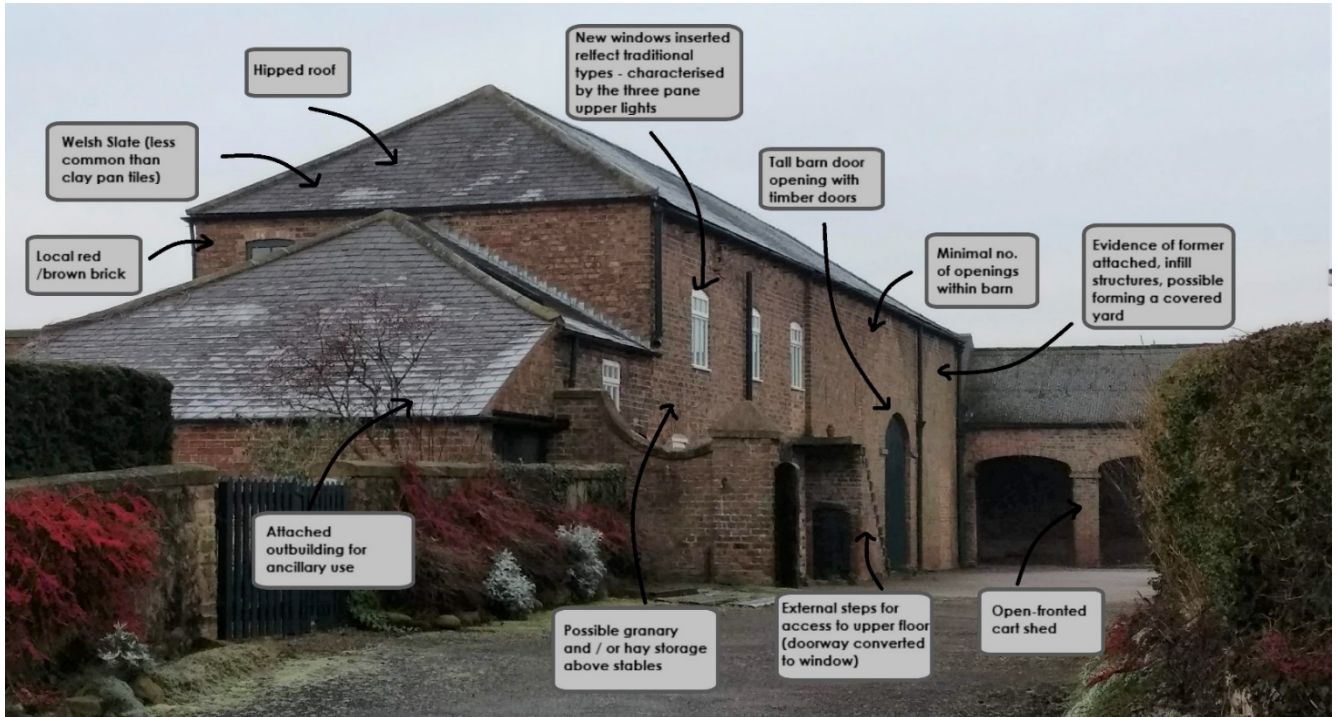 New windows inserted
relfect traditional
types - characterised
by the three pane
upper lights
Hipped roof
Welsh Slate (less
common than
clay pan tiles)
Tall barn door
opening with
timber doors
Local red
/brown brick
Minimal no.
of openings
within barn
Evidence of former
attached, infill
structures, possible
forming a covered
yard
Attached
outbuilding for
ancillary use
Possible granary
and / or hay storage
above stables
External steps for
access to upper floor
(doorway converted
to window)
Open-fronted
cart shed